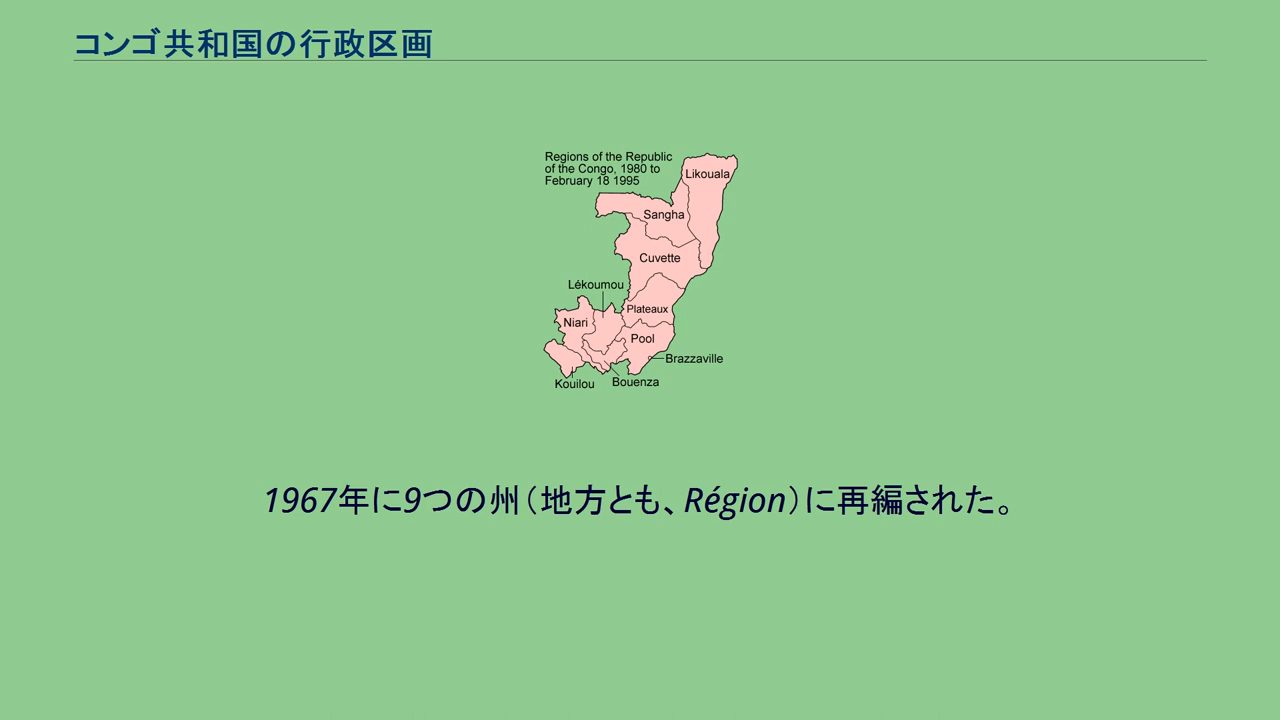 コンゴ共和国の行政区画
Regions of the Republic
of the Congo, 1980 to
February 18 1995
Likouala
Sangha
Cuvette
Lékoumou
Plateaux
Niari
Pool
Brazzaville
Kouilou
Bouenza
1967年に9つの州（地方とも、Région）に再編された。